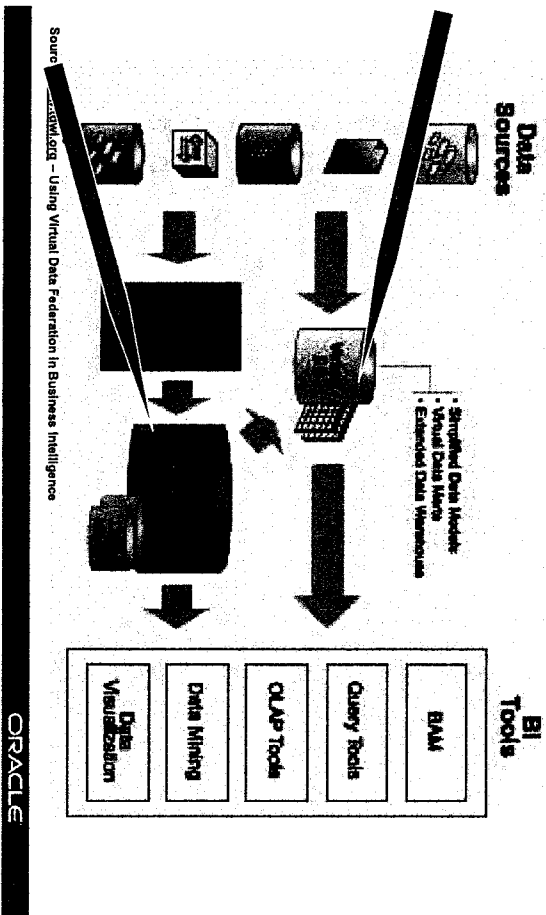 Data
Sources
BI
Tools
• Simplified Data Models
• Virtual Data Marts
• Extended Data Warehouse
BAM
Query Tools
OLAP Tools
Data Mining
Data
Visualization
– Using Virtual Data Federation in Business Intelligence
ORACLE